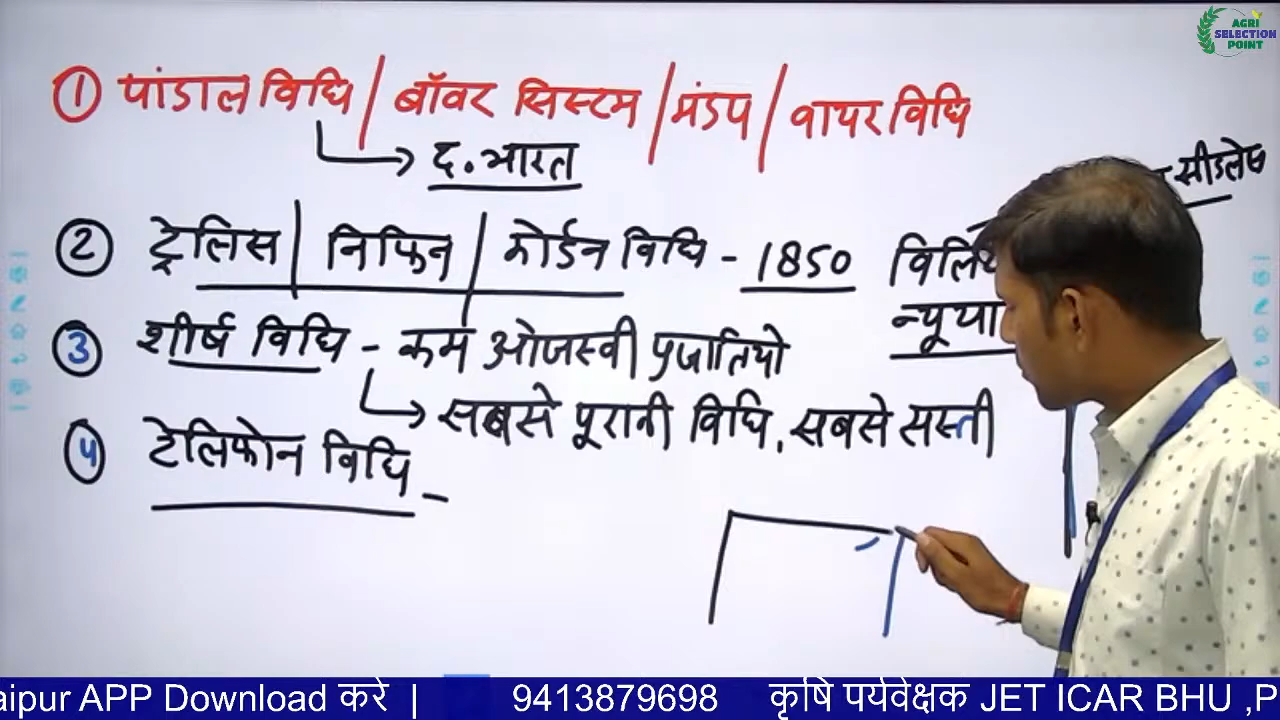 AGRI
SELECTION
POINT
① पांडाल विधि / बॉवर सिस्टम / मंडप / वायर विधि
द. भारत
सीडलेस
② ट्रेलिस | निफिन / कोर्डन विधि - 1850
③ शीर्ष विधि - कम ओजस्वी प्रजातियो
सबसे पूरानी विधि, सबसे सस्ती
④ टेलिफोन विधि -
aipur APP Download करे | 9413879698 कृषि पर्यवेक्षक JET ICAR BHU ,P